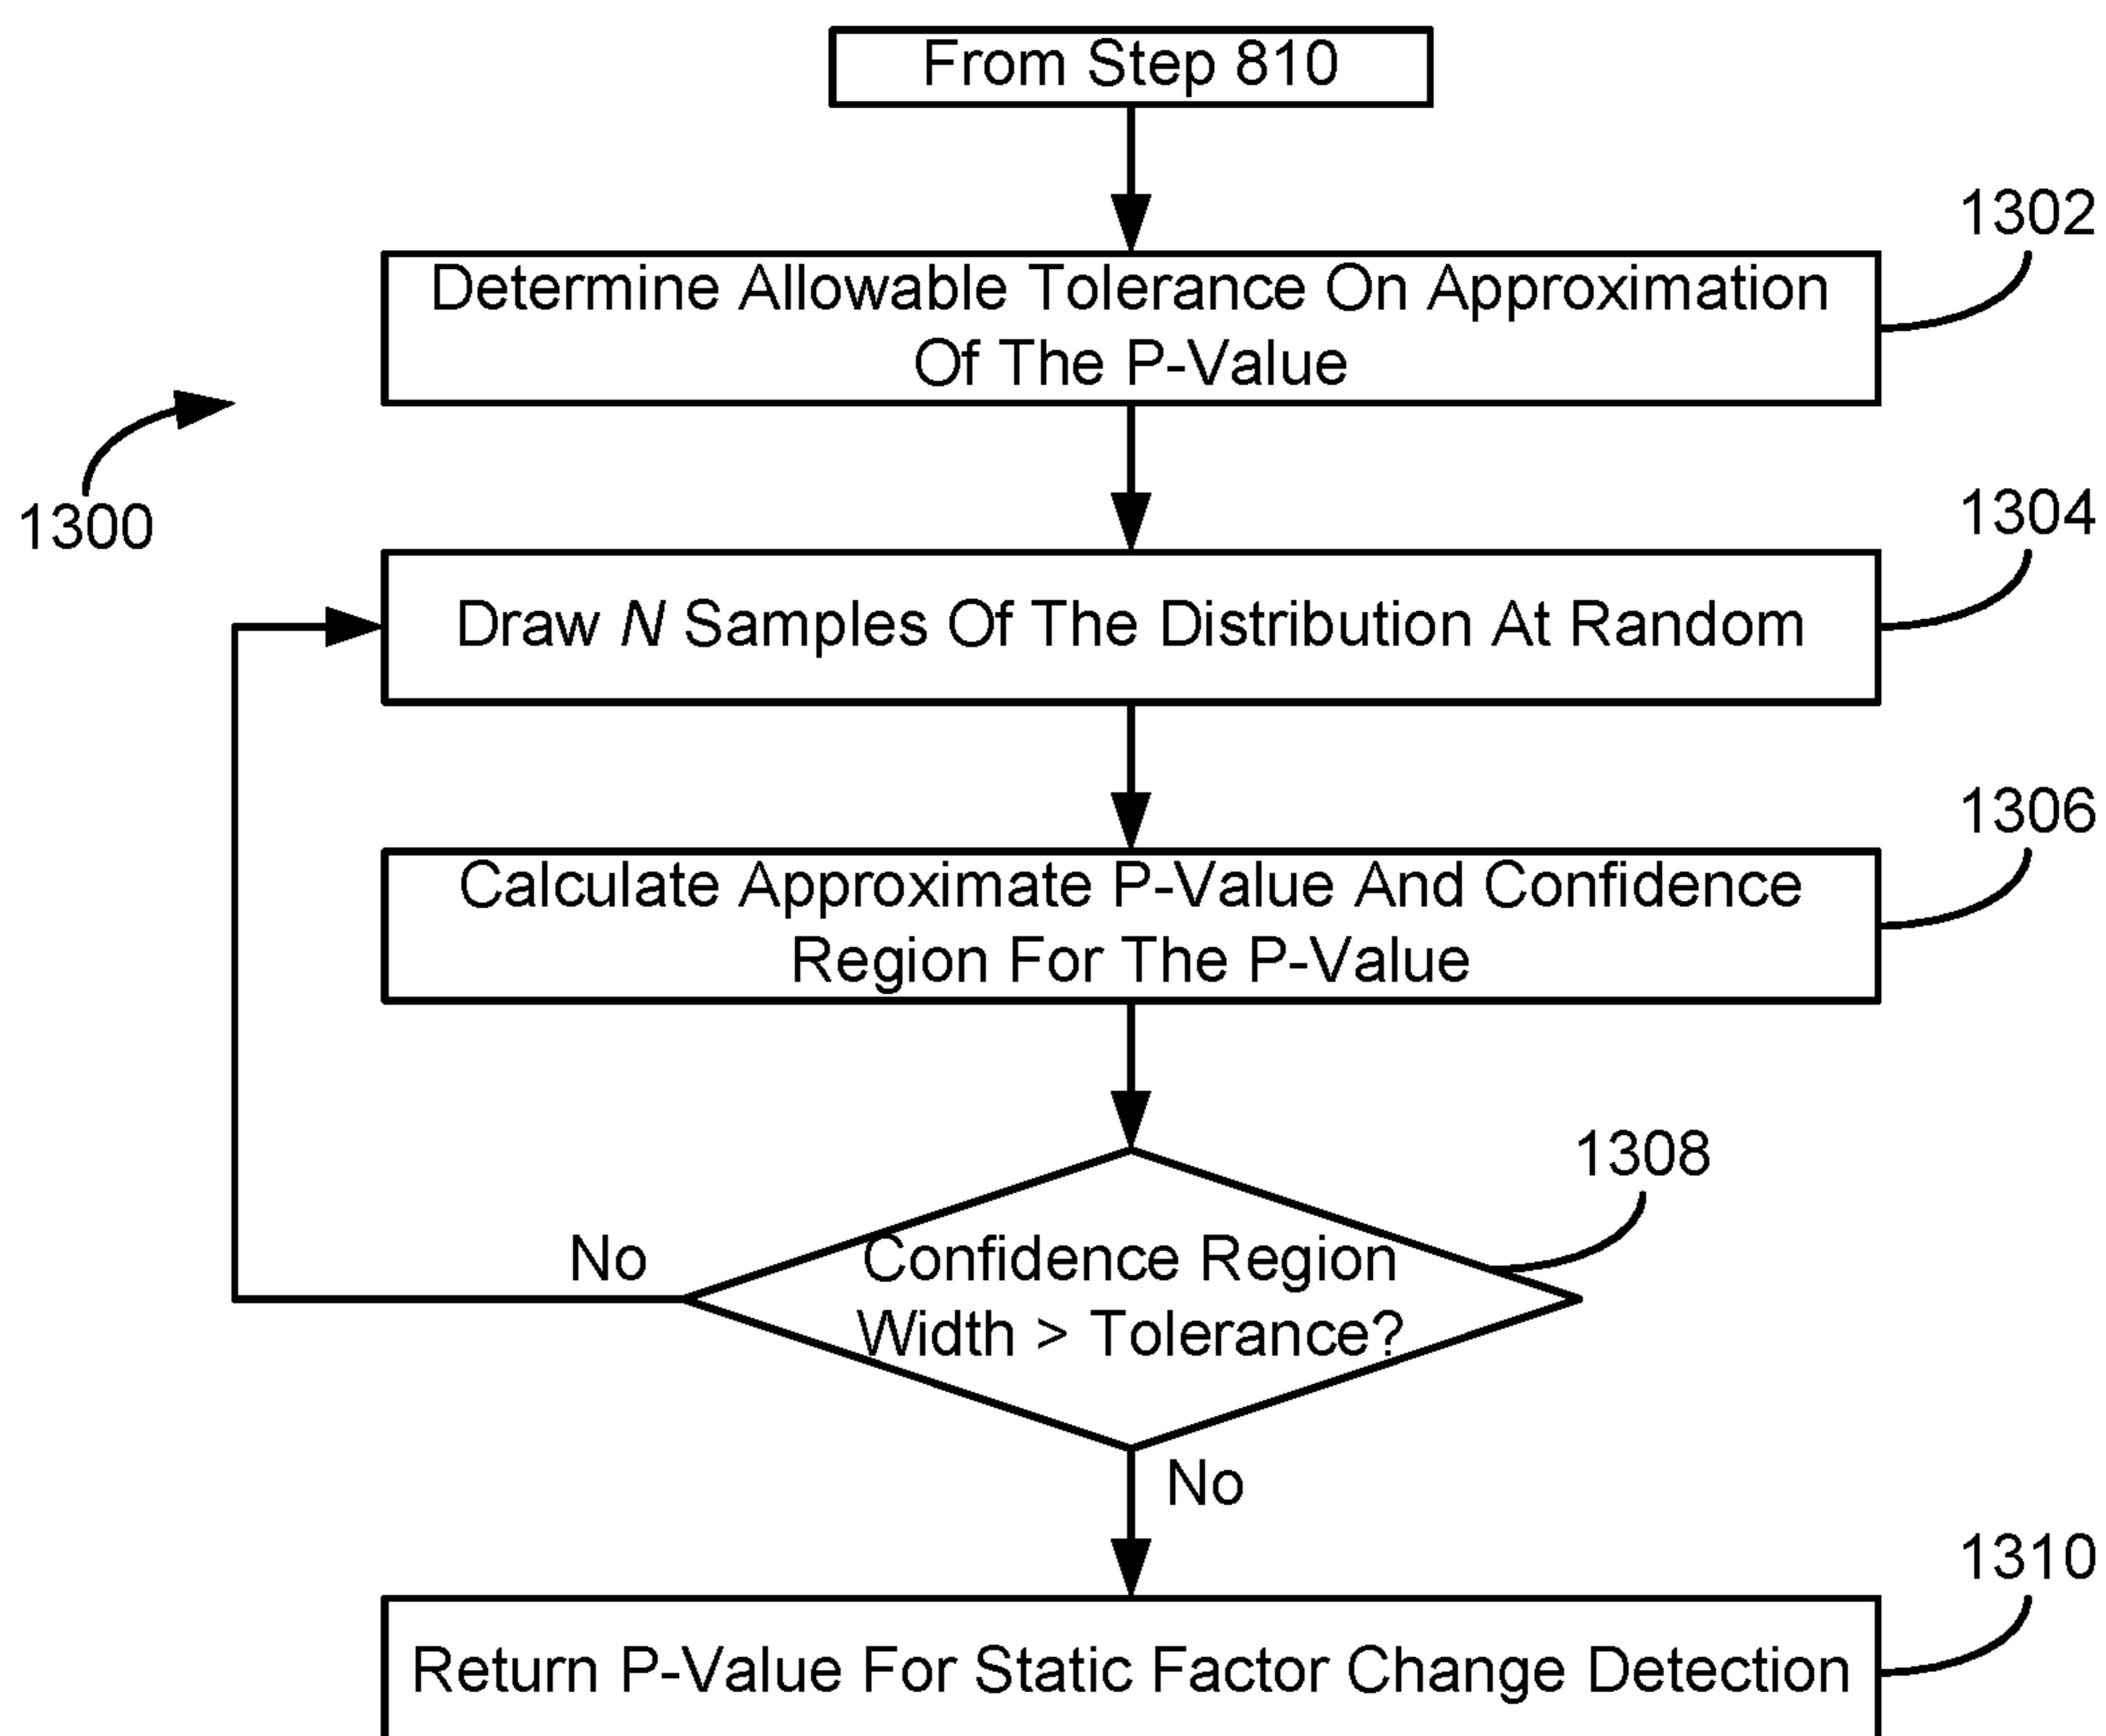 From Step 810
1302
Determine Allowable Tolerance On Approximation
Of The P-Value
1300
1304
Draw N Samples Of The Distribution At Random
1306
Calculate Approximate P-Value And Confidence
Region For The P-Value
1308
No
Confidence Region
Width > Tolerance?
No
1310
Return P-Value For Static Factor Change Detection